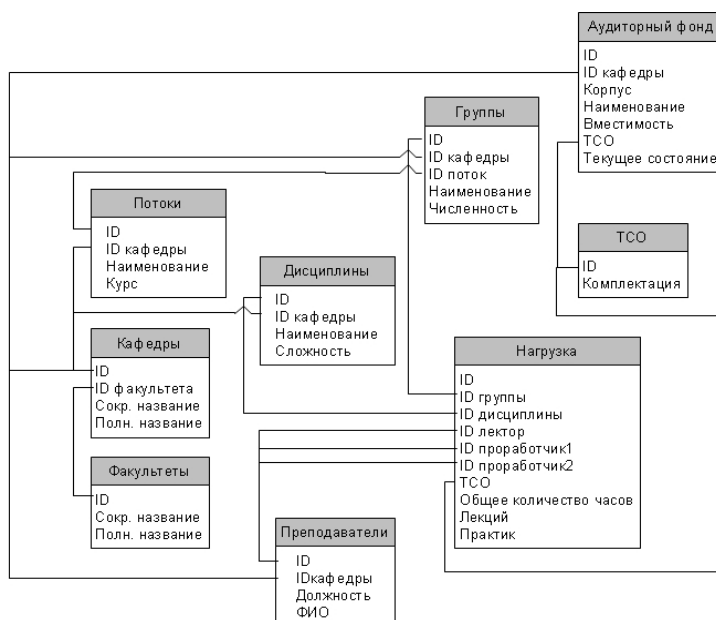 Аудиторный фонд
ID
ID кафедры
Корпус
Наименование
Вместимость
ТСО
Текущее состояние
Группы
ID
ID кафедры
ID поток
Наименование
Численность
Потоки
ID
ID кафедры
Наименование
Курс
ТСО
ID
Комплектация
Дисциплины
ID
ID кафедры
Наименование
Сложность
Кафедры
ID
ID факультета
Сокр. название
Полн. название
Нагрузка
ID
ID группы
ID дисциплины
ID лектор
ID проработчик1
ID проработчик2
ТСО
Общее количество часов
Лекций
Практик
Факультеты
ID
Сокр. название
Полн. название
Преподаватели
ID
IDкафедры
Должность
ФИО